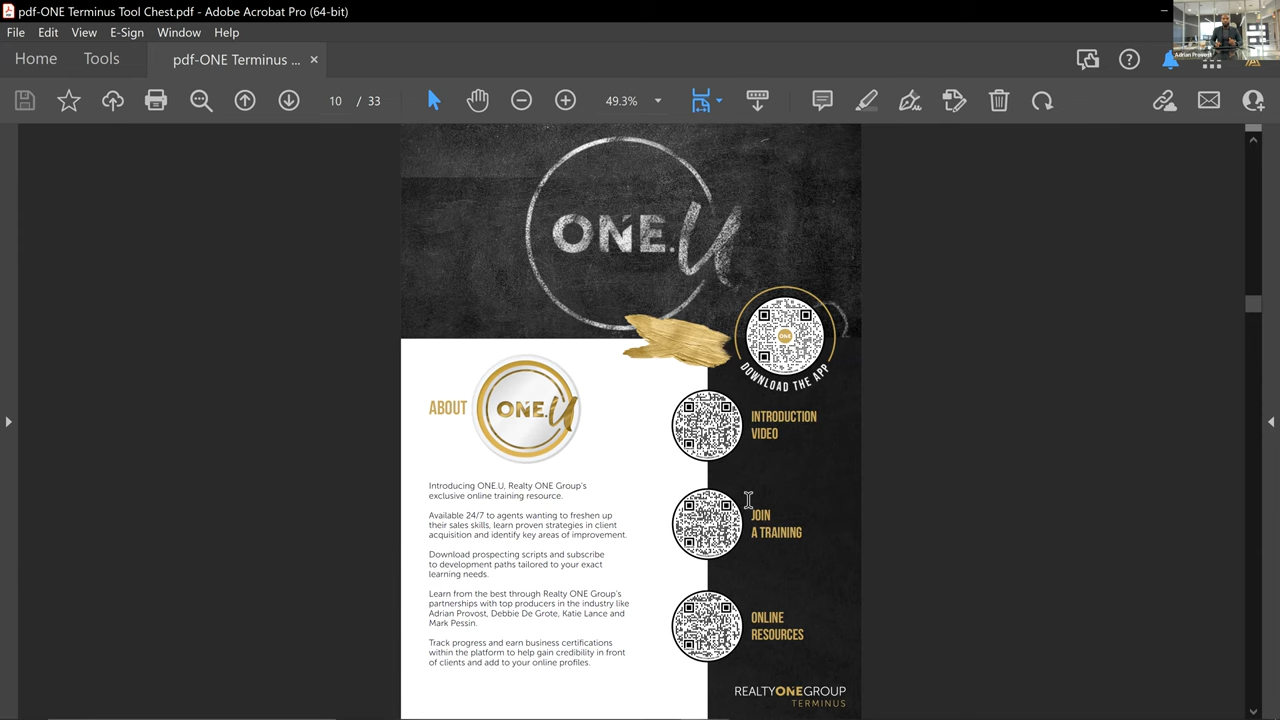 pdf-ONE Terminus Tool Chest.pdf - Adobe Acrobat Pro (64-bit)
File Edit View E-Sign Window Help
Adrian Provost
Home Tools pdf-ONE Terminus ... ×
10 / 33 49.3%
ONE.U
DOWNLOAD THE APP
ABOUT ONE.U
INTRODUCTION
VIDEO
Introducing ONE.U, Realty ONE Group's
exclusive online training resource.
Available 24/7 to agents wanting to freshen up
their sales skills, learn proven strategies in client
acquisition and identify key areas of improvement.
JOIN
A TRAINING
Download prospecting scripts and subscribe
to development paths tailored to your exact
learning needs.
Learn from the best through Realty ONE Group's
partnerships with top producers in the industry like
Adrian Provost, Debbie De Grote, Katie Lance and
Mark Pessin.
ONLINE
RESOURCES
Track progress and earn business certifications
within the platform to help gain credibility in front
of clients and add to your online profiles.
REALTYONEGROUP
TERMINUS